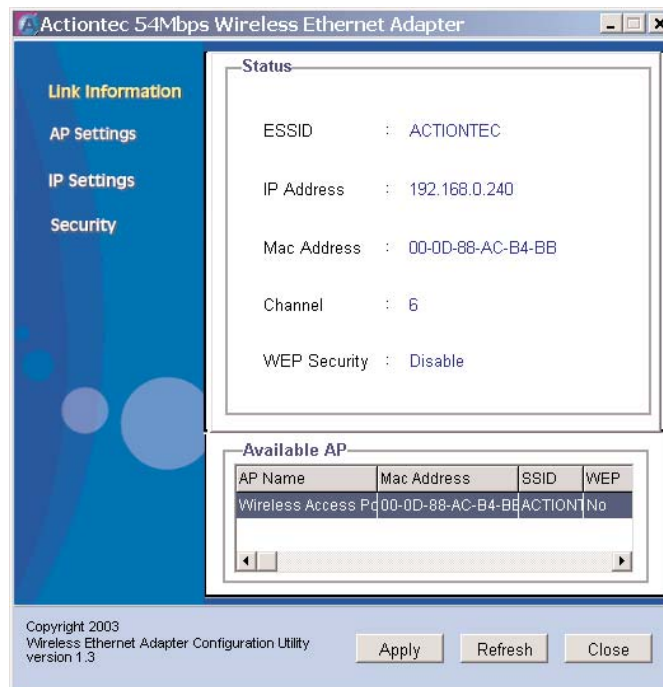 Actiontec 54Mbps Wireless Ethernet Adapter
Link Information
AP Settings
IP Settings
Security
Status
ESSID : ACTIONTEC
IP Address : 192.168.0.240
Mac Address : 00-0D-88-AC-B4-BB
Channel : 6
WEP Security : Disable
Available AP
AP Name Mac Address SSID WEP
Wireless Access Po 00-0D-88-AC-B4-BB ACTIONT No
Copyright 2003
Wireless Ethernet Adapter Configuration Utility
version 1.3
Apply Refresh Close